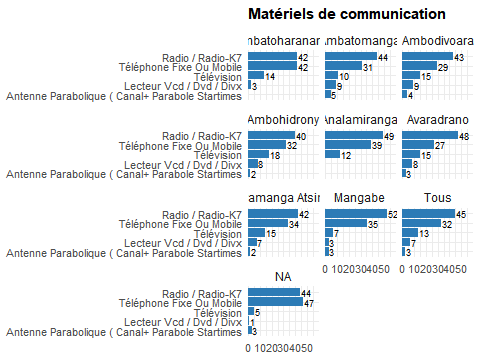 Matériels de communication
mbatoharanan mbatomanga Ambodivoara
Radio / Radio-K7 42 44 43
Téléphone Fixe Ou Mobile 42 31 29
Télévision 14 10 15
Lecteur Vcd / Dvd / Divx 3 9 9
Antenne Parabolique ( Canal+ Parabole Startimes 5 4
Ambohidrony Analamiranga Avaradrano
Radio / Radio-K7 40 49 48
Téléphone Fixe Ou Mobile 32 39 27
Télévision 18 12 15
Lecteur Vcd / Dvd / Divx 8 8
Antenne Parabolique ( Canal+ Parabole Startimes 2 3
amanga Atsin Mangabe Tous
Radio / Radio-K7 42 52 45
Téléphone Fixe Ou Mobile 34 35 32
Télévision 15 7 13
Lecteur Vcd / Dvd / Divx 7 3 7
Antenne Parabolique ( Canal+ Parabole Startimes 2 3 3
0 1020304050 0 1020304050
NA
Radio / Radio-K7 44
Téléphone Fixe Ou Mobile 47
Télévision 5
Lecteur Vcd / Dvd / Divx 1
Antenne Parabolique ( Canal+ Parabole Startimes 3
0 1020304050